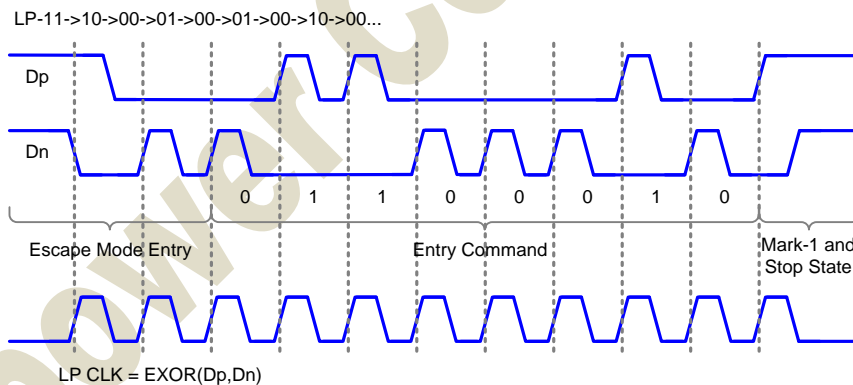 LP-11->10->00->01->00->01->00->10->00...
Dp
Dn
0 1 1 0 0 0 1 0
Escape Mode Entry
Entry Command
Mark-1 and
Stop State
LP CLK = EXOR(Dp,Dn)